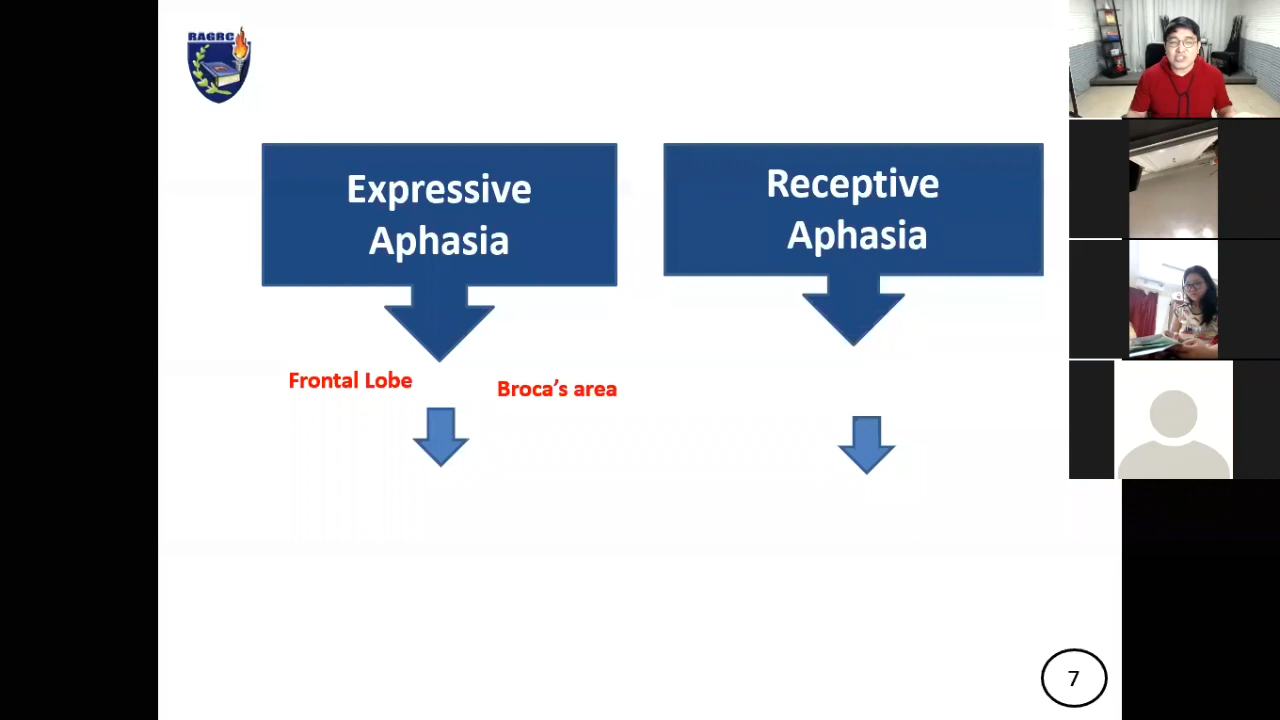 RAGRC
Expressive
Aphasia
Receptive
Aphasia
Frontal Lobe
Broca's area
7